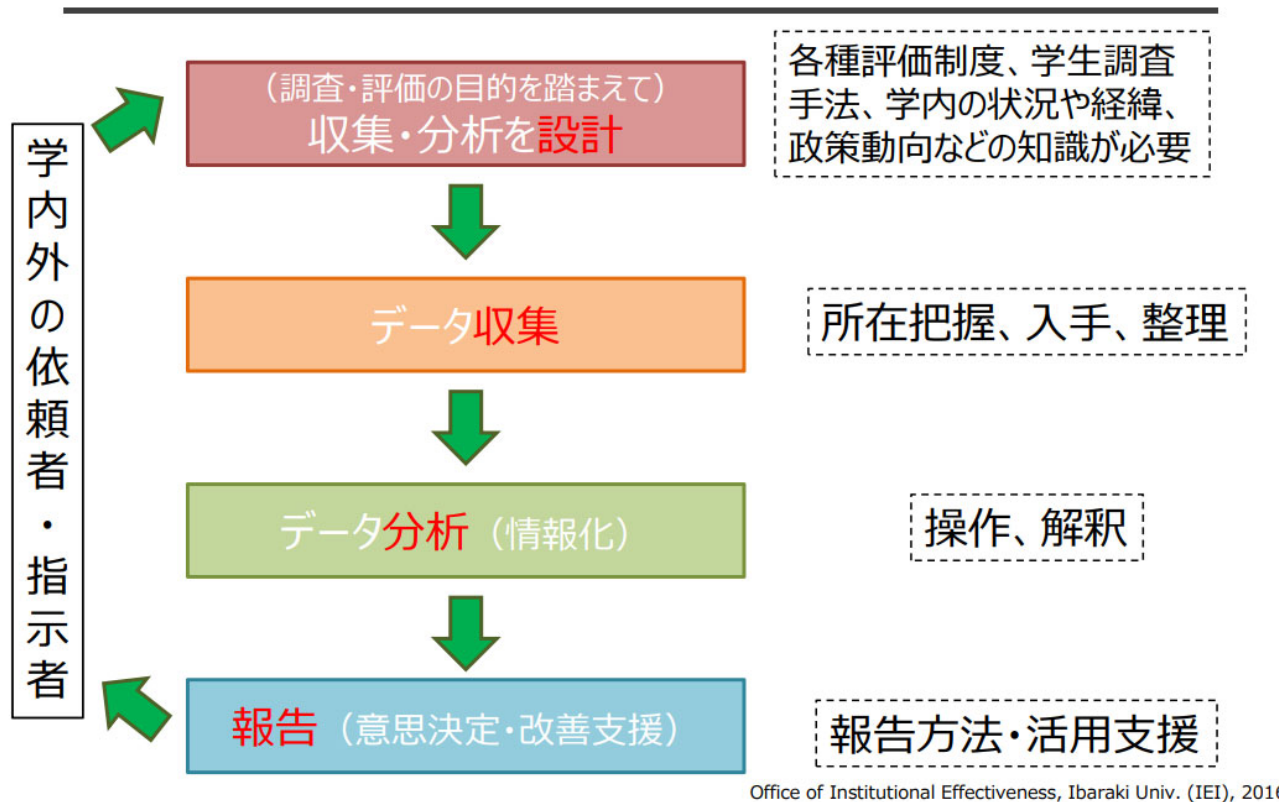 学内外の依頼者・指示者
（調査・評価の目的を踏まえて）
収集・分析を設計
各種評価制度、学生調査
手法、学内の状況や経緯、
政策動向などの知識が必要
データ収集
所在把握、入手、整理
データ分析（情報化）
操作、解釈
報告（意思決定・改善支援）
報告方法・活用支援
Office of Institutional Effectiveness, Ibaraki Univ. (IEI), 2016